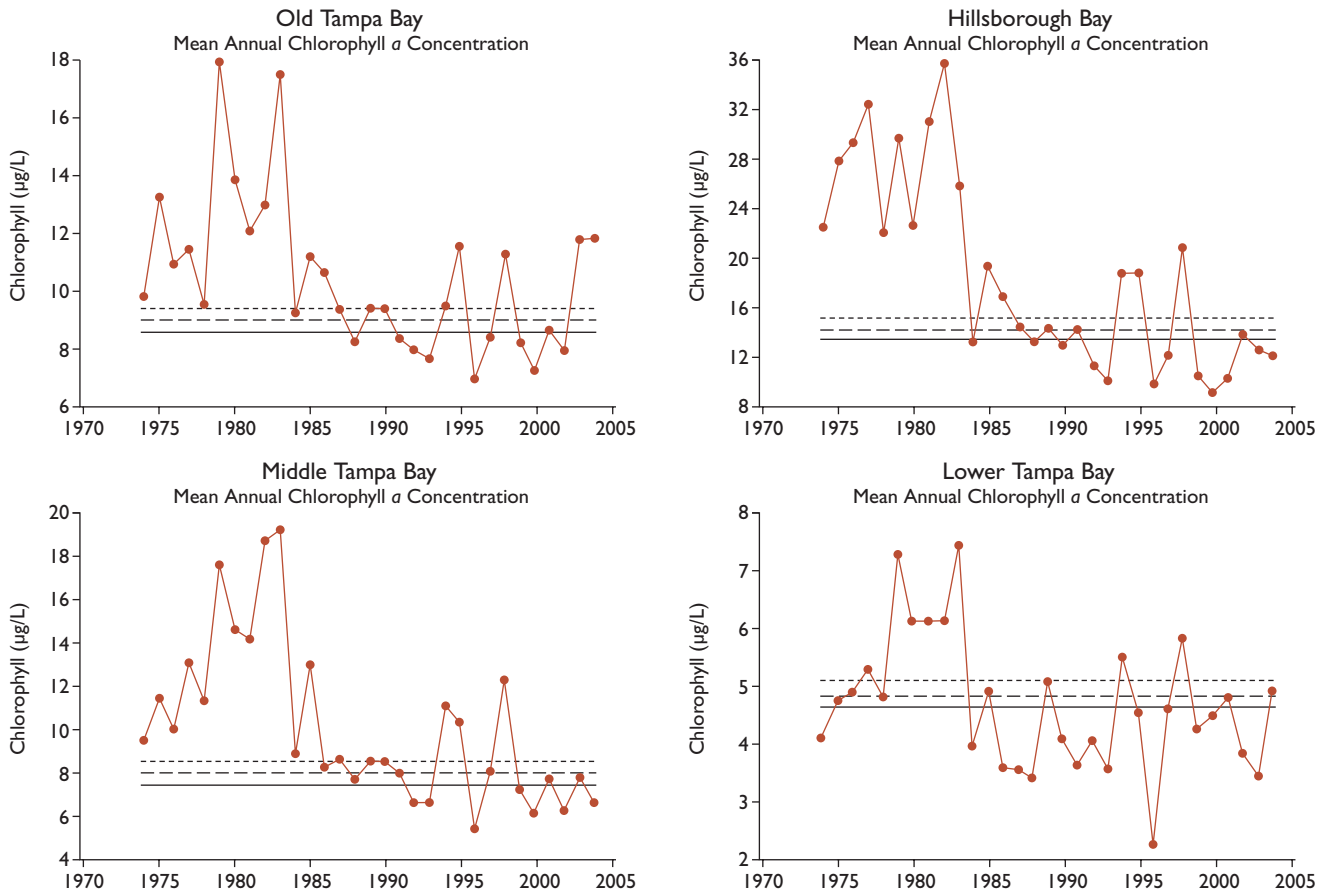 Old Tampa Bay
Mean Annual Chlorophyll a Concentration
Chlorophyll (µg/L)
18
16
14
12
10
8
6
1970 1975 1980 1985 1990 1995 2000 2005
Hillsborough Bay
Mean Annual Chlorophyll a Concentration
Chlorophyll (µg/L)
36
32
28
24
20
16
12
8
1970 1975 1980 1985 1990 1995 2000 2005
Middle Tampa Bay
Mean Annual Chlorophyll a Concentration
Chlorophyll (µg/L)
20
18
16
14
12
10
8
6
4
1970 1975 1980 1985 1990 1995 2000 2005
Lower Tampa Bay
Mean Annual Chlorophyll a Concentration
Chlorophyll (µg/L)
8
7
6
5
4
3
2
1970 1975 1980 1985 1990 1995 2000 2005